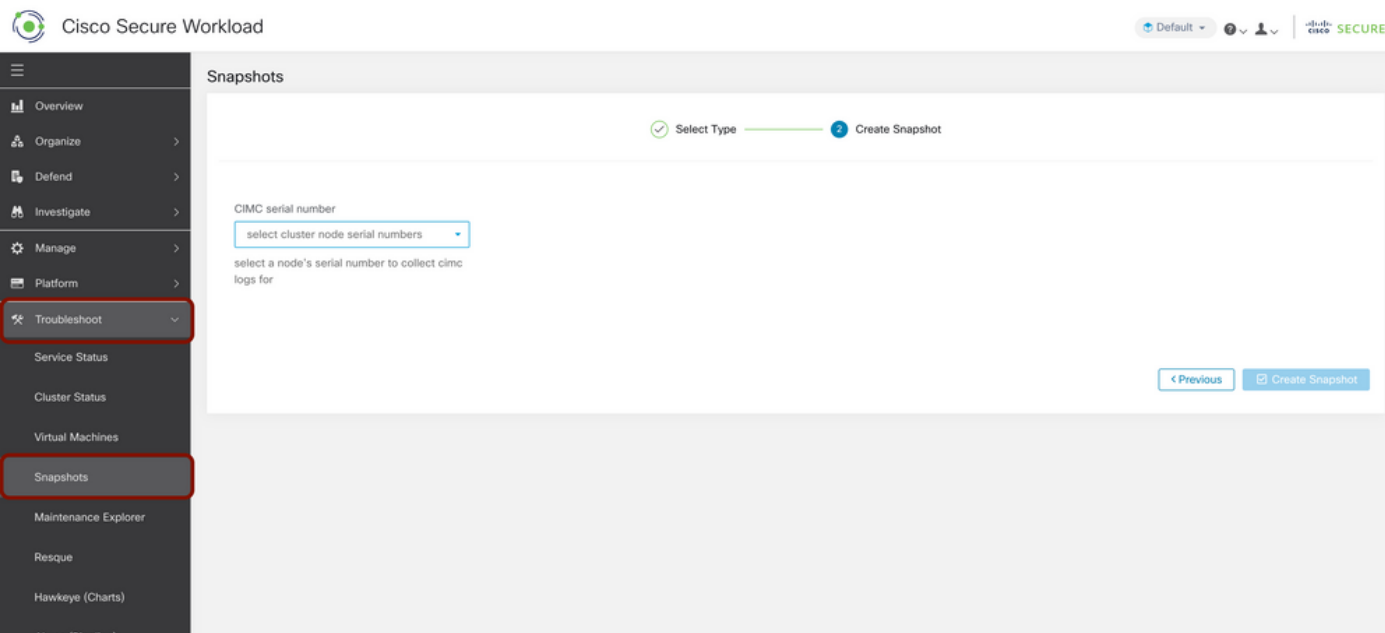 Cisco Secure Workload
Default
CISCO SECURE
Overview
Organize
Defend
Investigate
Manage
Platform
Troubleshoot
Service Status
Cluster Status
Virtual Machines
Snapshots
Maintenance Explorer
Resque
Hawkeye (Charts)
Snapshots
Select Type
2 Create Snapshot
CIMC serial number
select cluster node serial numbers
select a node's serial number to collect cimc
logs for
Previous
Create Snapshot